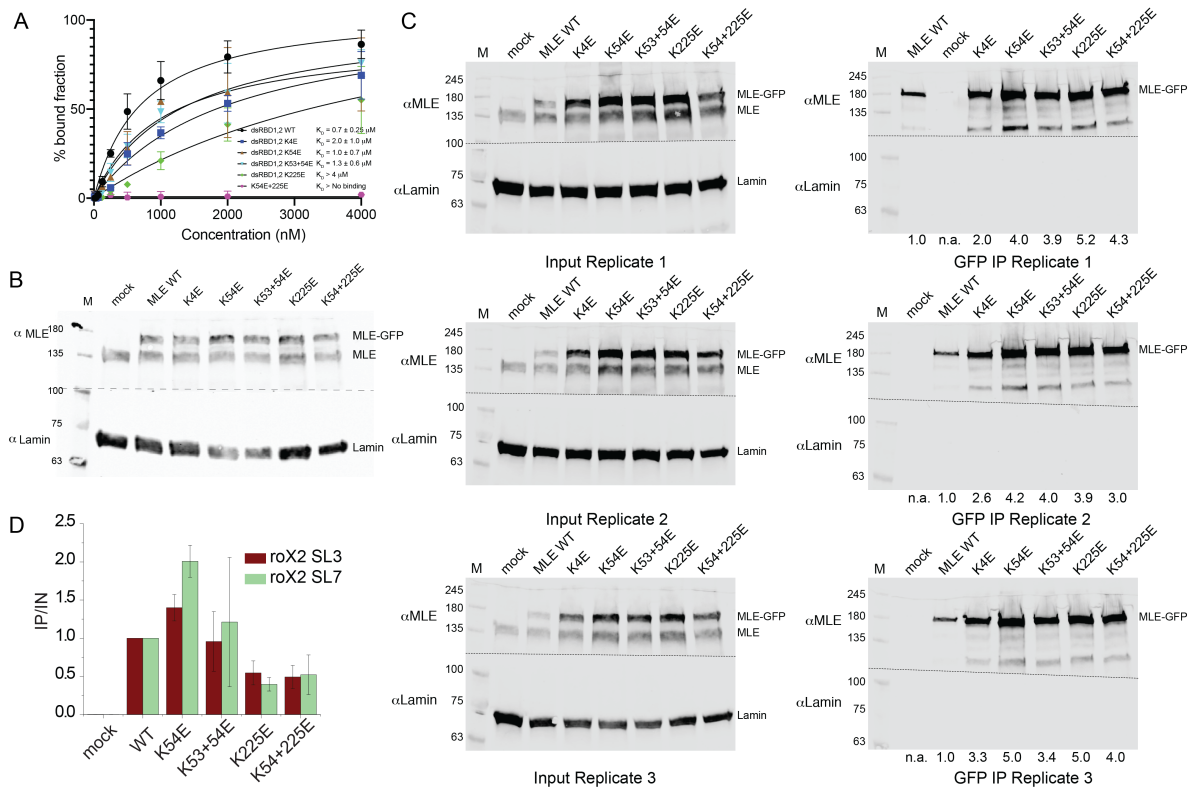 A
% bound fraction
100
50
0
0
1000
2000
3000
4000
Concentration (nM)
dsRBD1,2 WT K_D = 0.7 ± 0.25 μM
dsRBD1,2 K4E K_D = 2.0 ± 1.0 μM
dsRBD1,2 K54E K_D = 1.0 ± 0.7 μM
dsRBD1,2 K53+54E K_D = 1.3 ± 0.6 μM
dsRBD1,2 K225E K_D > 4 μM
K54E+225E K_D > No binding
B
M mock MLE WT K4E K54E K53+54E K225E K54+225E
α MLE
180
135
100
MLE-GFP
MLE
α Lamin
75
63
Lamin
C
M mock MLE WT K4E K54E K53+54E K225E K54+225E
αMLE
245
180
135
100
MLE-GFP
MLE
αLamin
75
63
Lamin
Input Replicate 1
M MLE WT mock K4E K54E K53+54E K225E K54+225E
αMLE
245
180
135
MLE-GFP
αLamin
100
75
63
1.0 n.a. 2.0 4.0 3.9 5.2 4.3
GFP IP Replicate 1
M mock MLE WT K4E K54E K53+54E K225E K54+225E
αMLE
245
180
135
MLE-GFP
MLE
αLamin
100
75
63
Lamin
Input Replicate 2
M mock MLE WT K4E K54E K53+54E K225E K54+225E
αMLE
245
180
135
MLE-GFP
αLamin
100
75
63
n.a. 1.0 2.6 4.2 4.0 3.9 3.0
GFP IP Replicate 2
M mock MLE WT K4E K54E K53+54E K225E K54+225E
αMLE
245
180
135
MLE-GFP
MLE
αLamin
100
75
63
Lamin
Input Replicate 3
M mock MLE WT K4E K54E K53+54E K225E K54+225E
αMLE
245
180
135
MLE-GFP
αLamin
100
75
63
n.a. 1.0 3.3 5.0 3.4 5.0 4.0
GFP IP Replicate 3
D
IP/IN
2.5
2.0
1.5
1.0
0.5
0.0
roX2 SL3
roX2 SL7
mock WT K54E K53+54E K225E K54+225E